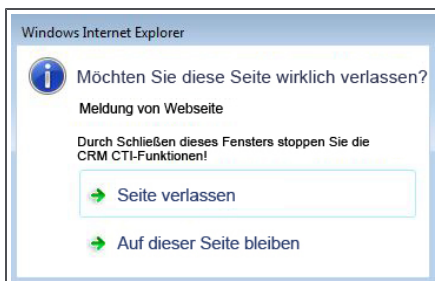 Windows Internet Explorer
Möchten Sie diese Seite wirklich verlassen?
Meldung von Webseite
Durch Schließen dieses Fensters stoppen Sie die
CRM CTI-Funktionen!
Seite verlassen
Auf dieser Seite bleiben